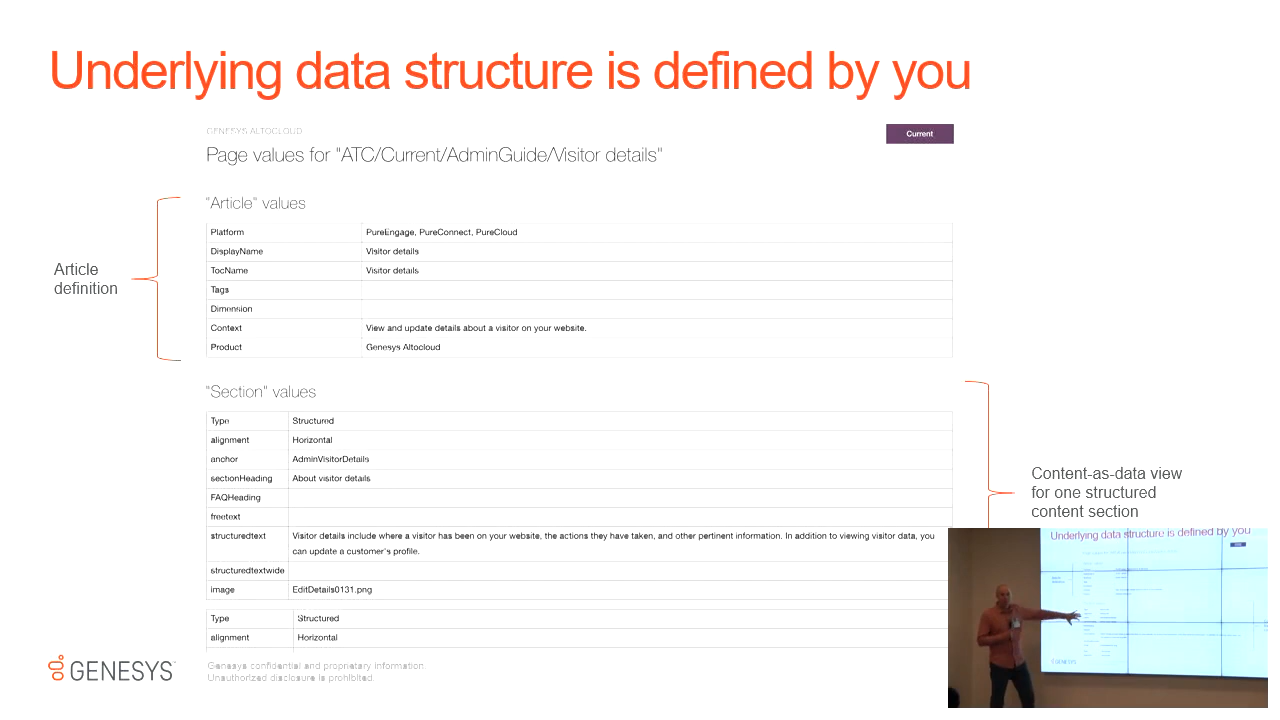 Underlying data structure is defined by you
GENESYS ALTOCLOUD
Current
Page values for "ATC/Current/AdminGuide/Visitor details"
"Article" values
Platform PureEngage, PureConnect, PureCloud
DisplayName Visitor details
TocName Visitor details
Tags
Dimension
Context View and update details about a visitor on your website.
Product Genesys Altocloud
Article
definition
"Section" values
Type Structured
alignment Horizontal
anchor AdminVisitorDetails
sectionHeading About visitor details
FAQHeading
freetext
structuredtext Visitor details include where a visitor has been on your website, the actions they have taken, and other pertinent information. In addition to viewing visitor data, you
can update a customer's profile.
structuredtextwide
image EditDetails0131.png
Type Structured
alignment Horizontal
Content-as-data view
for one structured
content section
GENESYS
Genesys confidential and proprietary information.
Unauthorized disclosure is prohibited.
Underlying data structure is defined by you
GENESYS